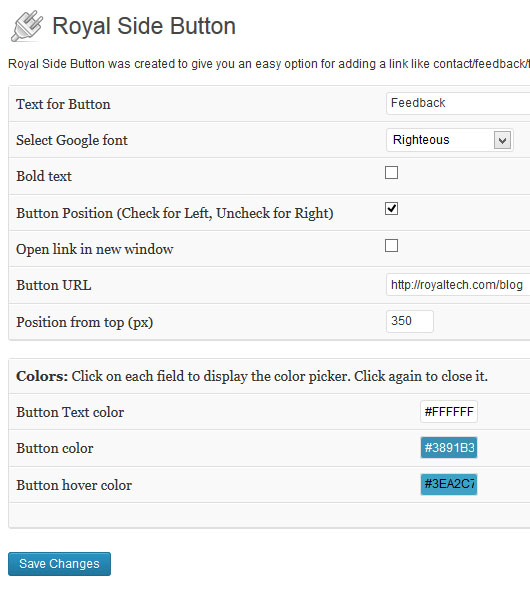 Royal Side Button
Royal Side Button was created to give you an easy option for adding a link like contact/feedback/
Text for Button Feedback
Select Google font Righteous
Bold text
Button Position (Check for Left, Uncheck for Right)
Open link in new window
Button URL http://royaltech.com/blog
Position from top (px) 350
Colors: Click on each field to display the color picker. Click again to close it.
Button Text color #FFFFFF
Button color #3891B3
Button hover color #3EA2C7
Save Changes